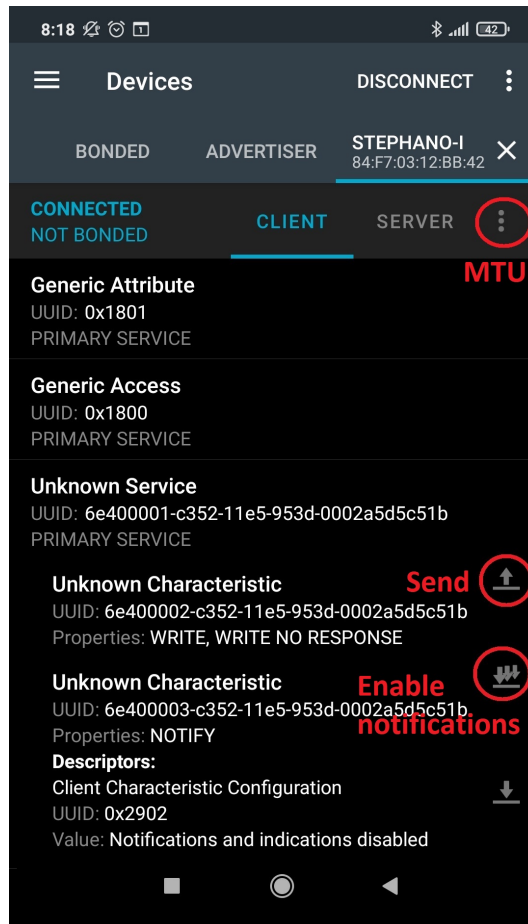 8:18
42
Devices
DISCONNECT
BONDED
ADVERTISER
STEPHANO-I
84:F7:03:12:BB:42
CONNECTED
NOT BONDED
CLIENT
SERVER
MTU
Generic Attribute
UUID: 0x1801
PRIMARY SERVICE
Generic Access
UUID: 0x1800
PRIMARY SERVICE
Unknown Service
UUID: 6e400001-c352-11e5-953d-0002a5d5c51b
PRIMARY SERVICE
Unknown Characteristic
Send
UUID: 6e400002-c352-11e5-953d-0002a5d5c51b
Properties: WRITE, WRITE NO RESPONSE
Unknown Characteristic
Enable
UUID: 6e400003-c352-11e5-953d-0002a5d5c51b
notifications
Properties: NOTIFY
Descriptors:
Client Characteristic Configuration
UUID: 0x2902
Value: Notifications and indications disabled